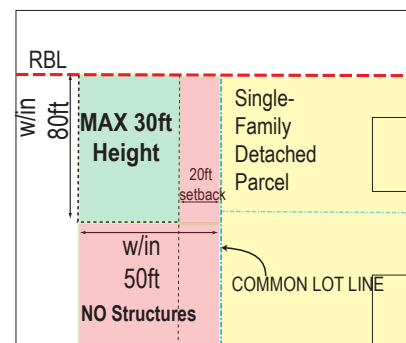 RBL
w/in
80ft
MAX 30ft
Height
20ft
setback
Single-
Family
Detached
Parcel
w/in
50ft
NO Structures
COMMON LOT LINE